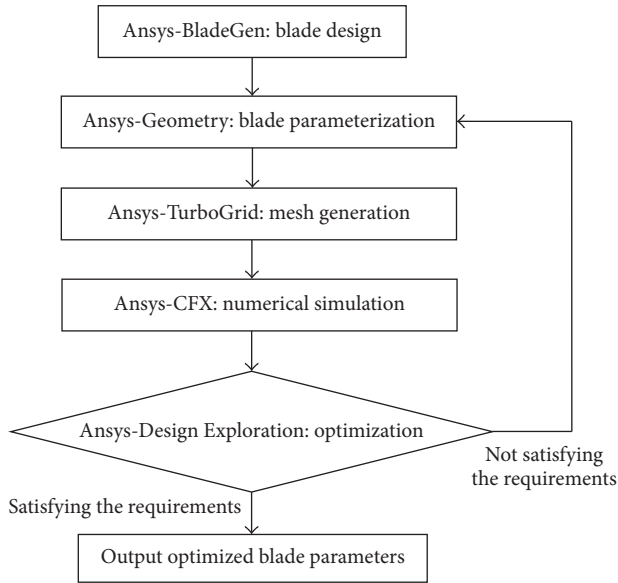 Ansys-BladeGen: blade design
Ansys-Geometry: blade parameterization
Ansys-TurboGrid: mesh generation
Ansys-CFX: numerical simulation
Ansys-Design Exploration: optimization
Not satisfying
the requirements
Satisfying the requirements
Output optimized blade parameters